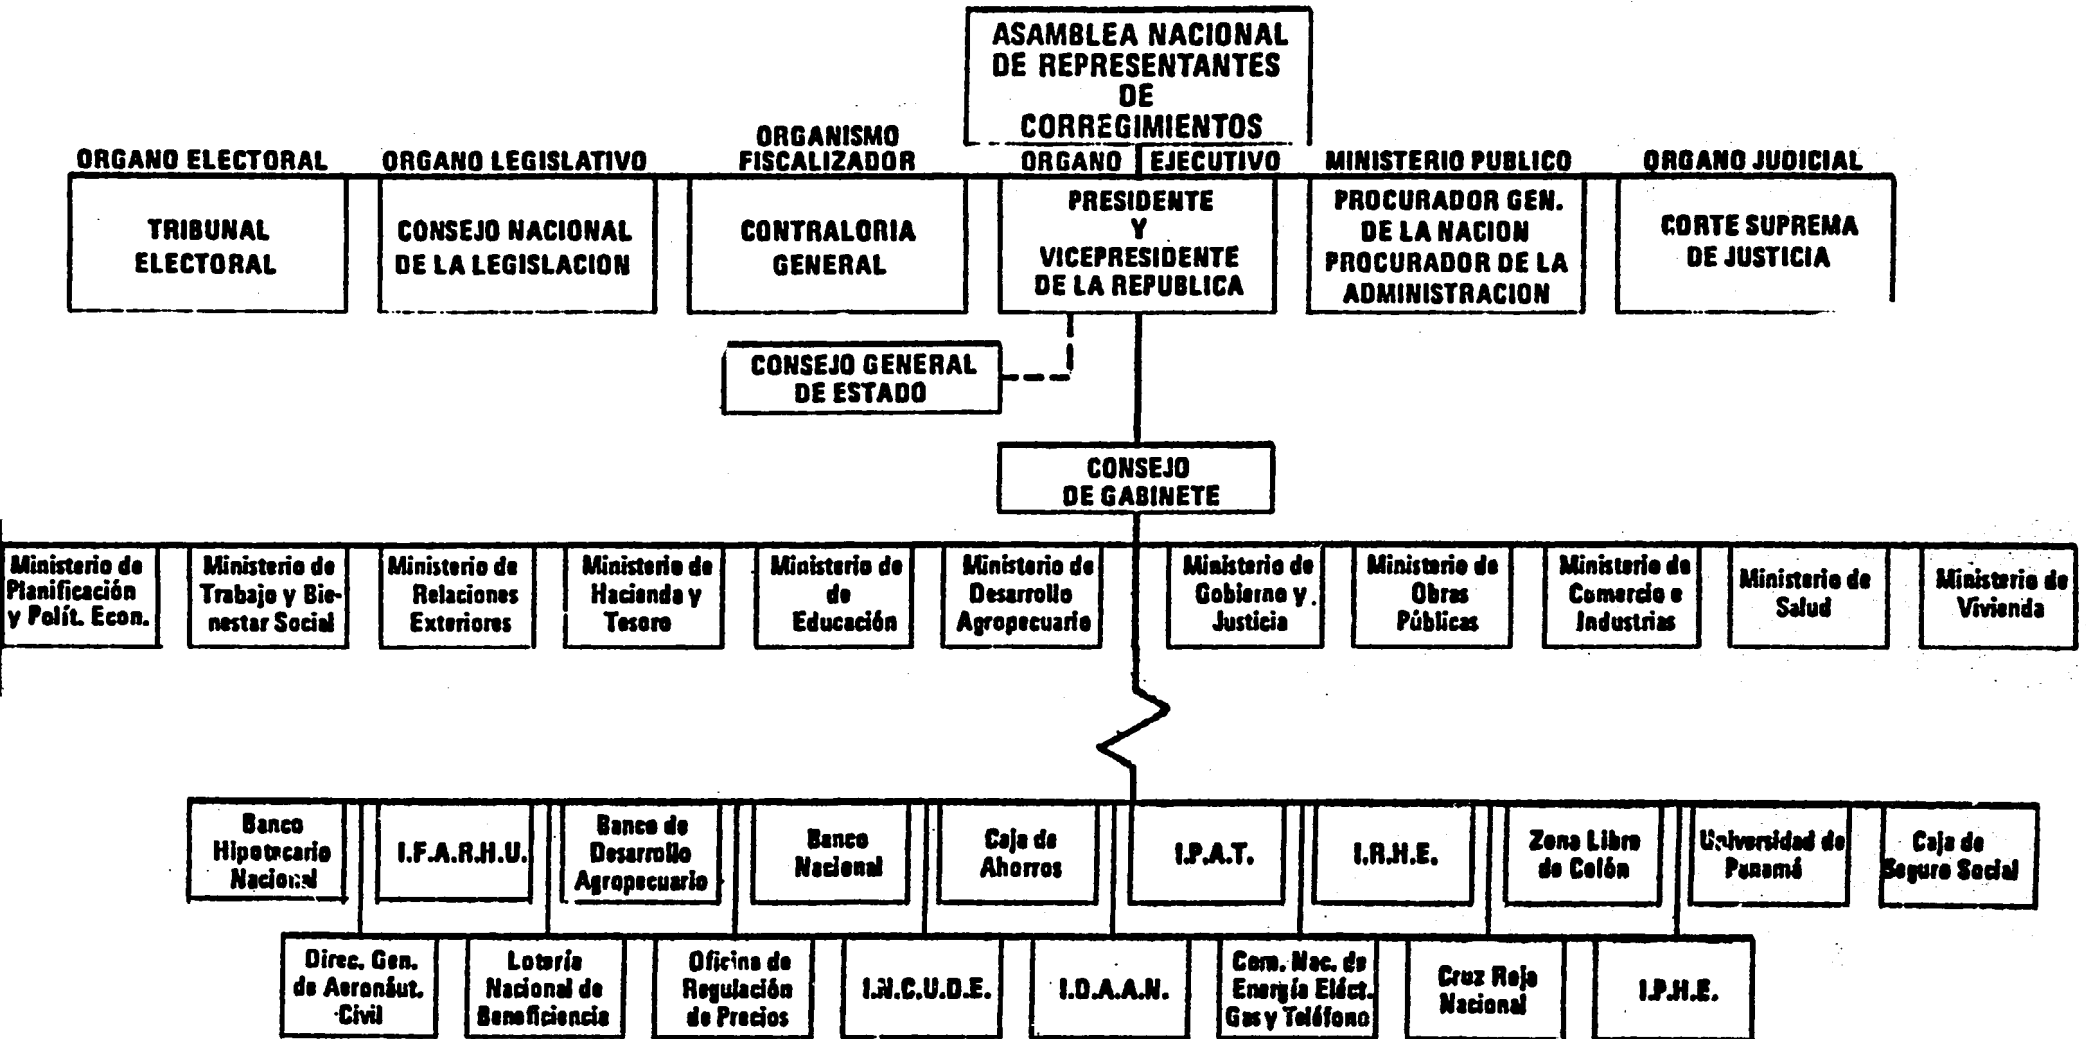 ASAMBLEA NACIONAL
DE REPRESENTANTES
DE
CORREGIMIENTOS
ORGANO ELECTORAL
TRIBUNAL
ELECTORAL
ORGANO LEGISLATIVO
CONSEJO NACIONAL
DE LA LEGISLACION
ORGANISMO
FISCALIZADOR
CONTRALORIA
GENERAL
ORGANO EJECUTIVO
PRESIDENTE
Y
VICEPRESIDENTE
DE LA REPUBLICA
MINISTERIO PUBLICO
PROCURADOR GEN.
DE LA NACION
PROCURADOR DE LA
ADMINISTRACION
ORGANO JUDICIAL
CORTE SUPREMA
DE JUSTICIA
CONSEJO GENERAL
DE ESTADO
CONSEJO
DE GABINETE
Ministerio de
Planificación
y Polít. Econ.
Ministerio de
Trabajo y Bie-
nestar Social
Ministerio de
Relaciones
Exteriores
Ministerio de
Hacienda y
Tesoro
Ministerio de
de
Educación
Ministerio de
Desarrollo
Agropecuario
Ministerio de
Gobierno y
Justicia
Ministerio de
Obras
Públicas
Ministerio de
Comercio e
Industrias
Ministerio de
Salud
Ministerio de
Vivienda
Banco
Hipotecario
Nacional
I.F.A.R.H.U.
Banco de
Desarrollo
Agropecuario
Banco
Nacional
Caja de
Ahorros
I.P.A.T.
I.R.H.E.
Zona Libre
de Colón
Universidad de
Panamá
Caja de
Seguro Social
Direc. Gen.
de Aeronáut.
Civil
Lotería
Nacional de
Beneficiencia
Oficina de
Regulación
de Precios
I.N.C.U.D.E.
I.D.A.A.N.
Com. Nac. de
Energía Eléct.
Gas y Teléfono
Cruz Roja
Nacional
I.P.H.E.